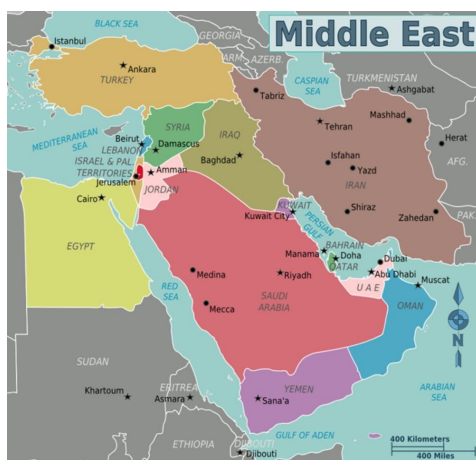 Middle East
BLACK SEA
GEORGIA
Istanbul
Ankara
TURKEY
ARM.
AZERB.
CASPIAN
SEA
TURKMENISTAN
Ashgabat
Tabriz
Tehran
Mashhad
Herat
AFG.
MEDITERRANEAN
SEA
SYRIA
Beirut
LEBANON
Damascus
IRAQ
Baghdad
Isfahan
Yazd
IRAN
ISRAEL & PAL.
TERRITORIES
Jerusalem
Amman
JORDAN
Cairo
KUWAIT
Kuwait City
Shiraz
Zahedan
PAK.
PERSIAN
GULF
EGYPT
Manama
BAHRAIN
Doha
QATAR
Dubai
Abu Dhabi
U A E
Muscat
Medina
Riyadh
RED
SEA
Mecca
SAUDI
ARABIA
OMAN
N
SUDAN
Khartoum
ERITREA
Asmara
YEMEN
Sana'a
ARABIAN
SEA
GULF OF ADEN
ETHIOPIA
DJIBOUTI
Djibouti
400 Kilometers
400 Miles